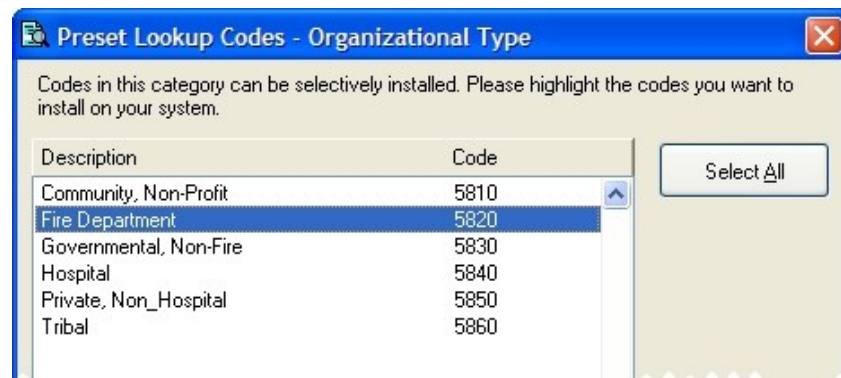 Preset Lookup Codes - Organizational Type
Codes in this category can be selectively installed. Please highlight the codes you want to
install on your system.
Description Code
Select All
Community, Non-Profit 5810
Fire Department 5820
Governmental, Non-Fire 5830
Hospital 5840
Private, Non_Hospital 5850
Tribal 5860